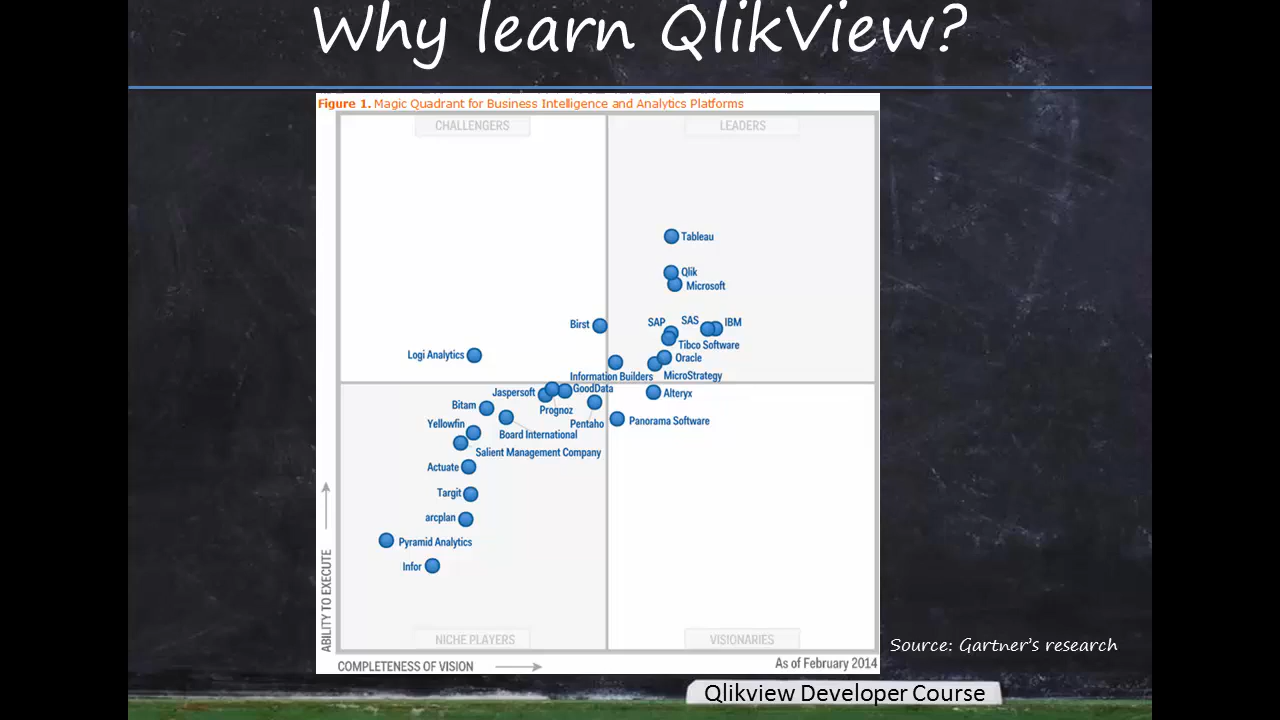 Why learn QlikView?
Figure 1. Magic Quadrant for Business Intelligence and Analytics Platforms
CHALLENGERS
LEADERS
Tableau
Qlik
Microsoft
Birst
SAP
SAS
IBM
Tibco Software
Logi Analytics
Oracle
Information Builders
MicroStrategy
Jaspersoft
GoodData
Alteryx
Bitam
Prognoz
Yellowfin
Pentaho
Panorama Software
Board International
Salient Management Company
Actuate
Targit
arcplan
Pyramid Analytics
Infor
ABILITY TO EXECUTE
NICHE PLAYERS
VISIONARIES
Source: Gartner's research
COMPLETENESS OF VISION
As of February 2014
Qlikview Developer Course